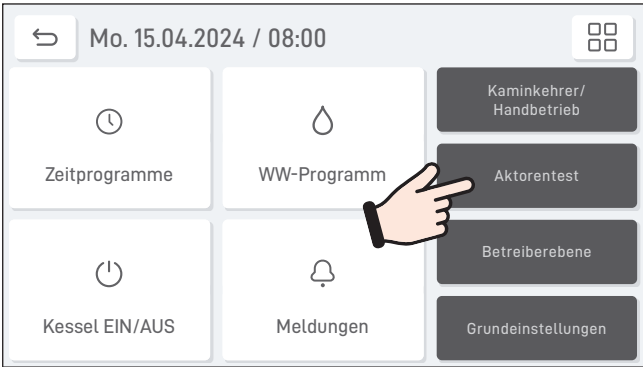 Mo. 15.04.2024 / 08:00
Zeitprogramme
WW-Programm
Kessel EIN/AUS
Meldungen
Kaminkehrer/
Handbetrieb
Aktorentest
Betreiberebene
Grundeinstellungen